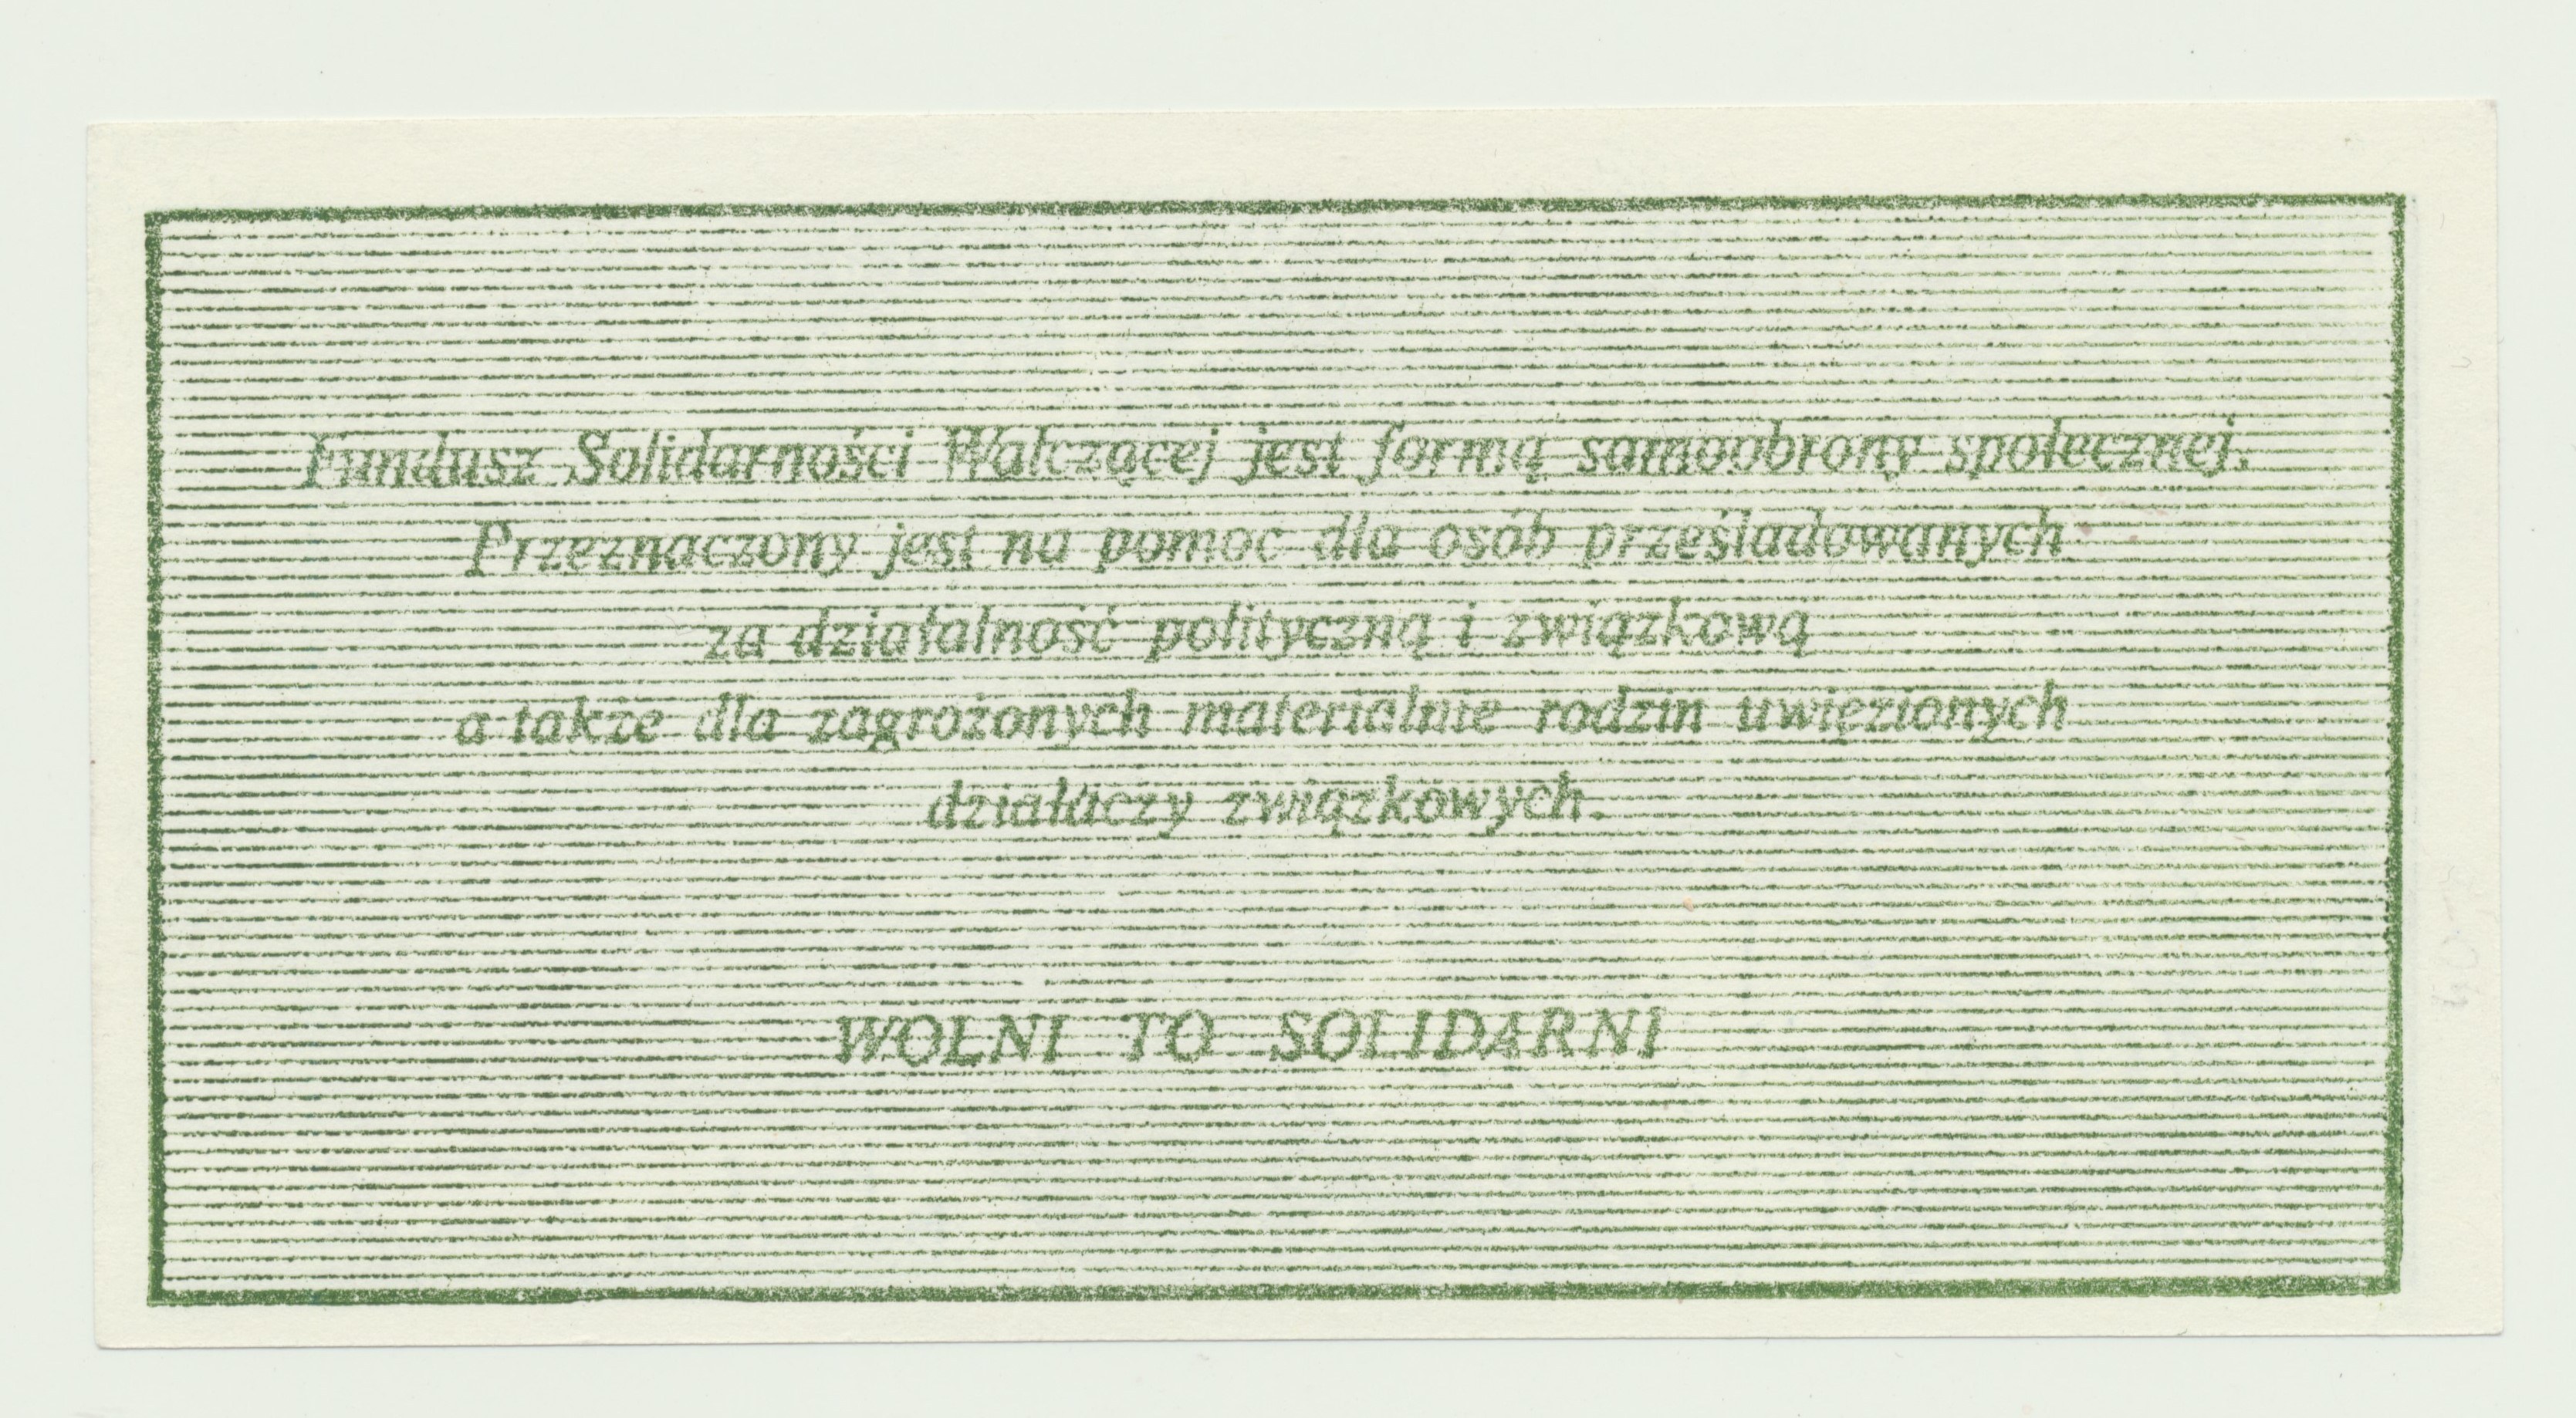 Fundusz Solidarności Walczącej jest formą samoobrony społecznej.
Przeznaczony jest na pomoc dla osób prześladowanych
za działalność polityczną i związkową
a także dla zagrożonych materialnie rodzin uwięzionych
działaczy związkowych.
WOLNI TO SOLIDARNI